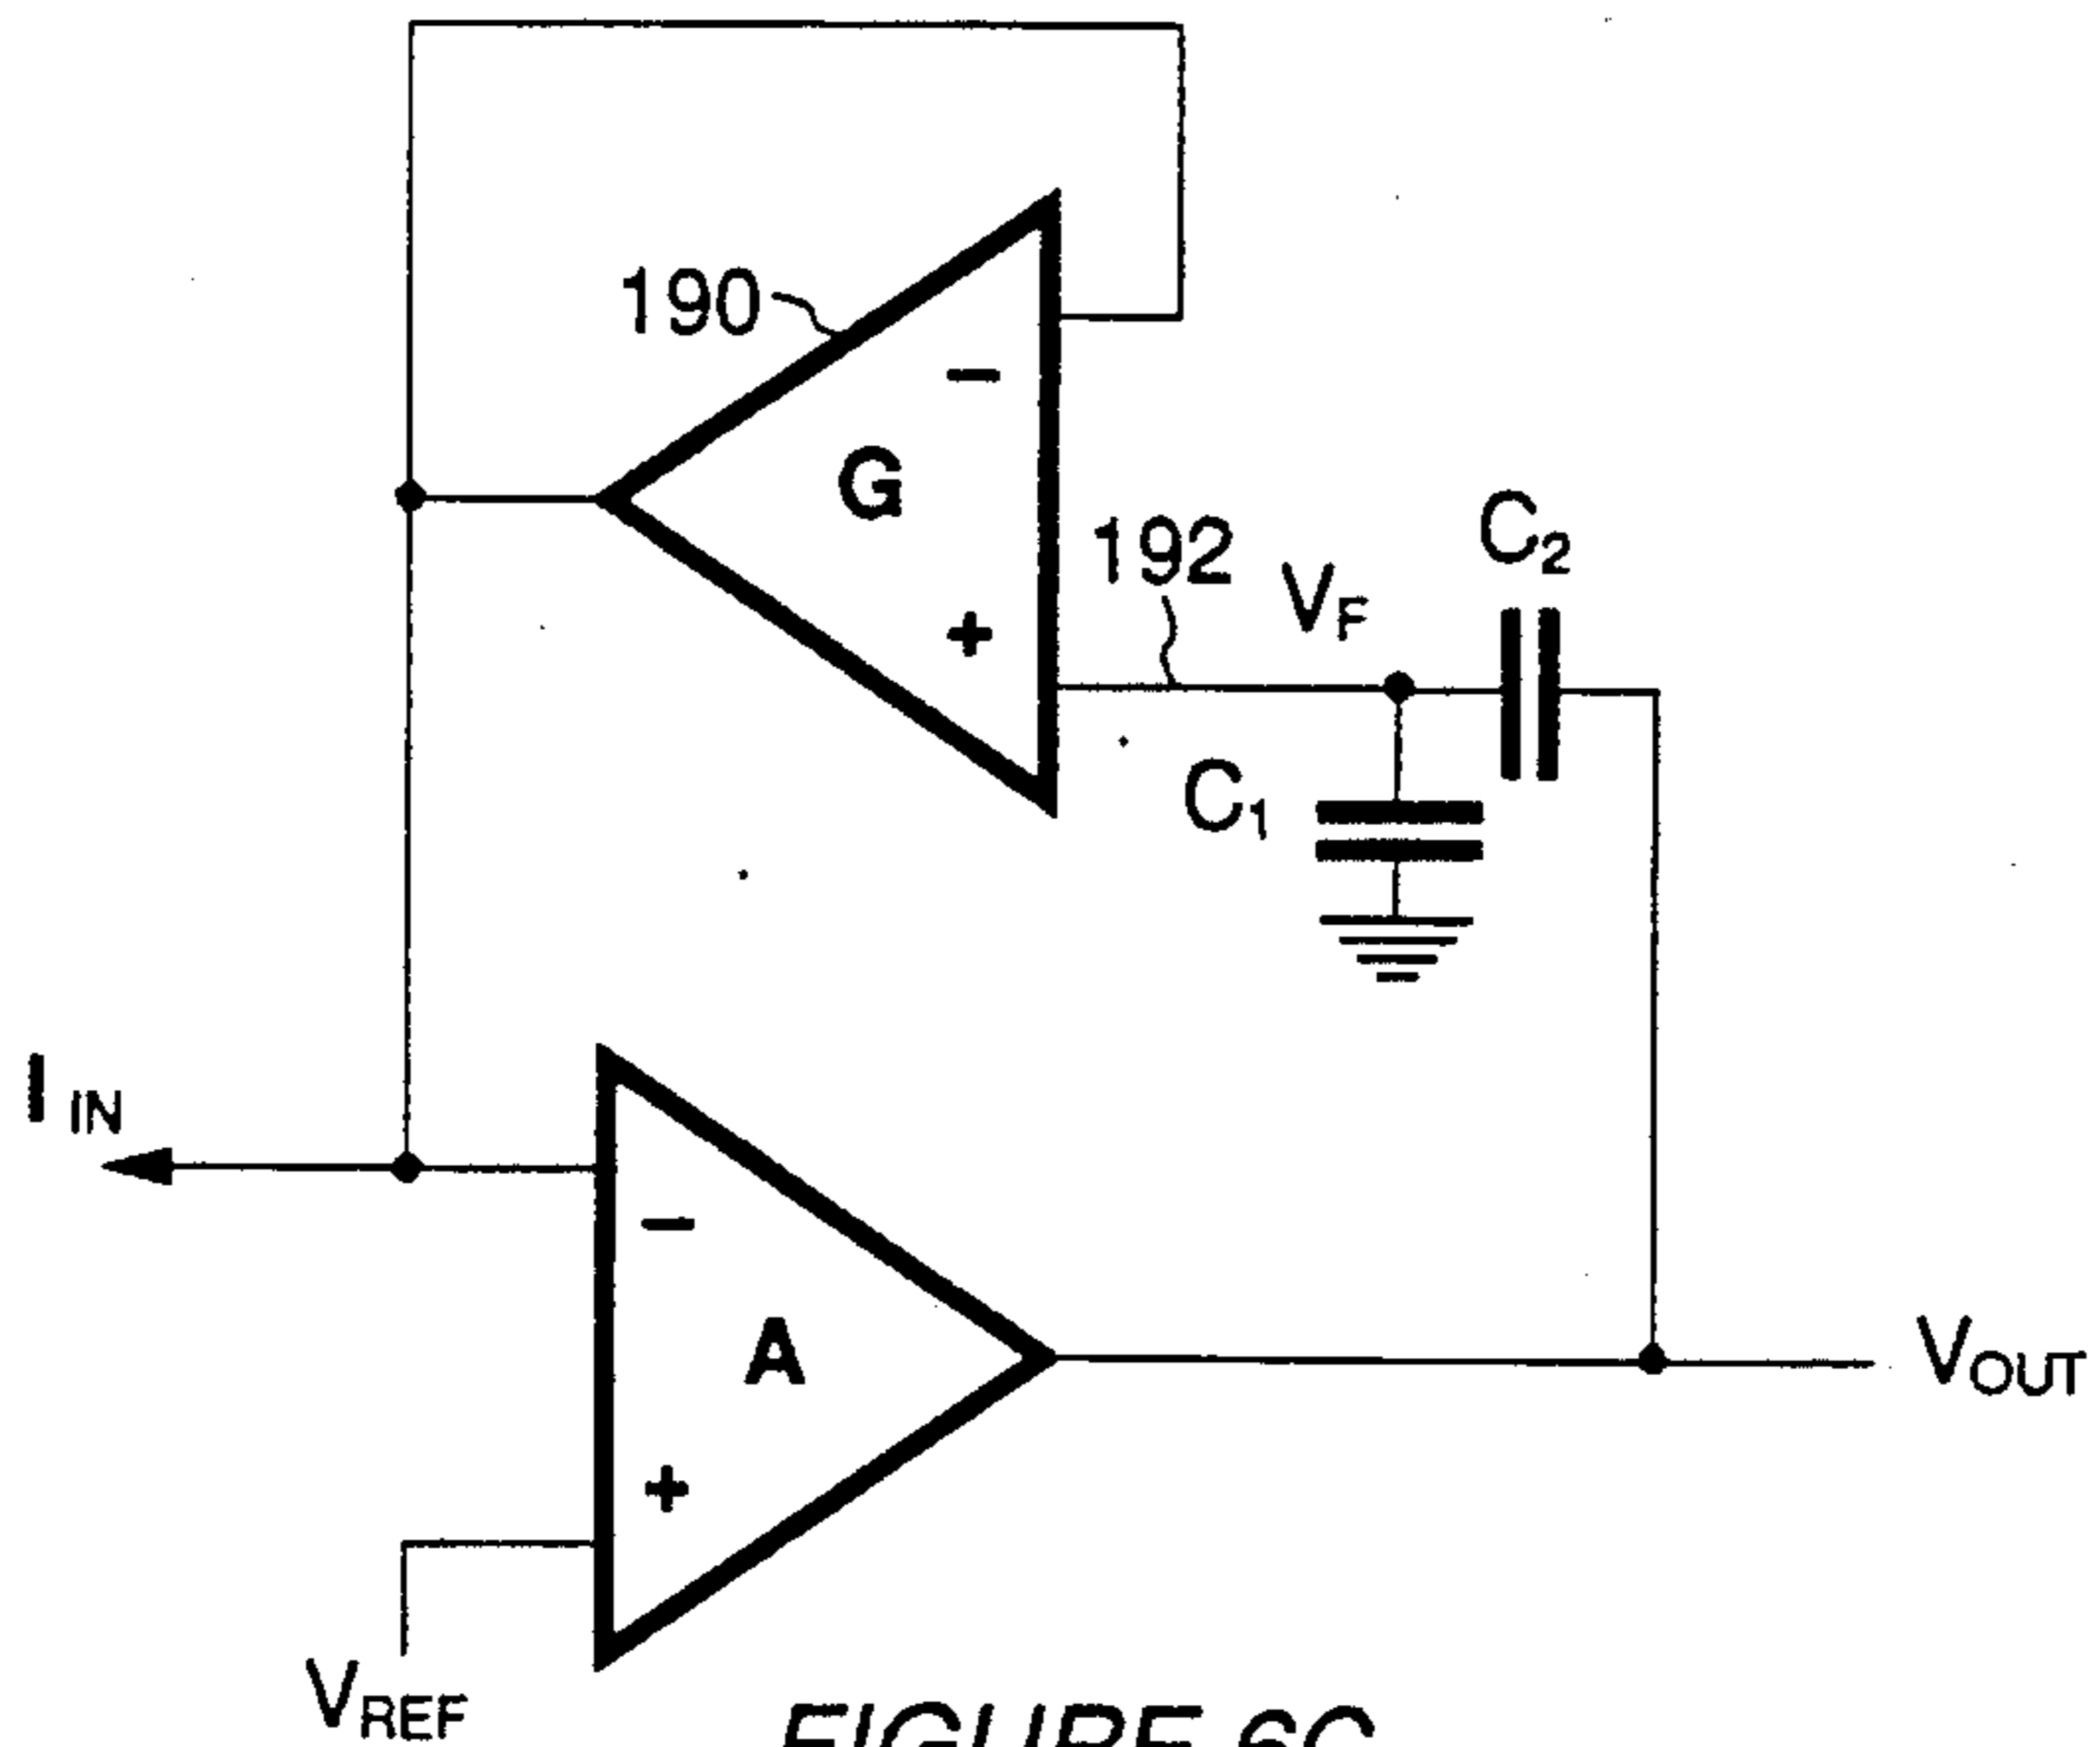 190
−
G
+
192
V_F
C_2
C_1
I_IN
−
A
+
V_OUT
V_REF
FIGURE 6C